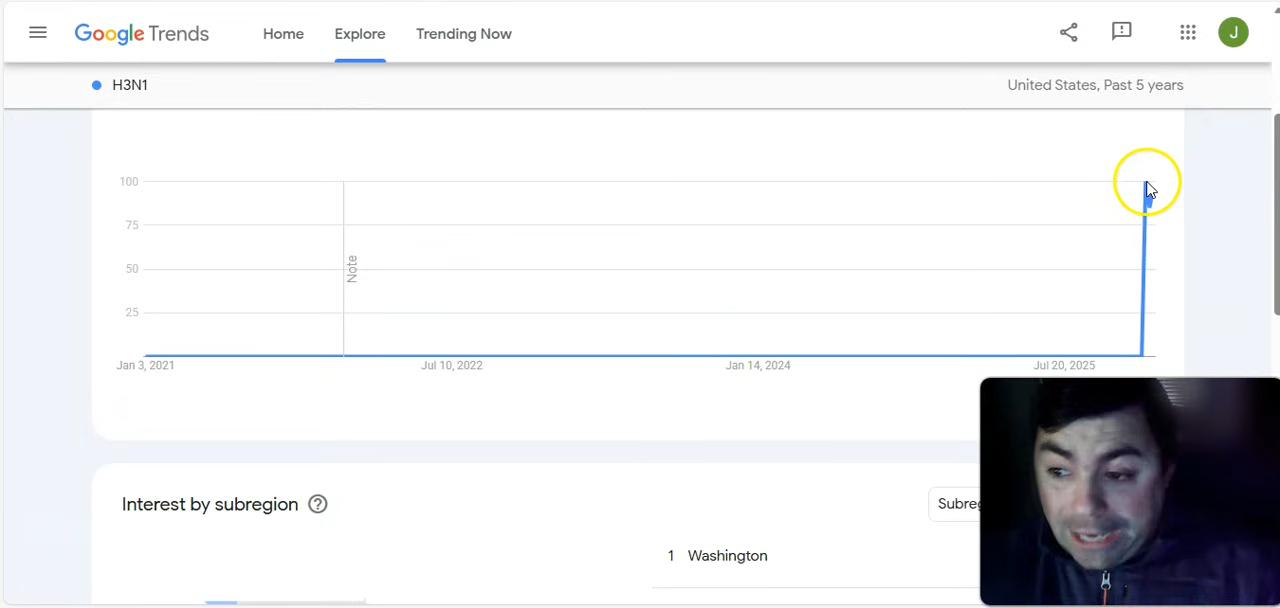 Google Trends
Home
Explore
Trending Now
J
H3N1
United States, Past 5 years
100
75
50
25
Note
Jan 3, 2021
Jul 10, 2022
Jan 14, 2024
Jul 20, 2025
Interest by subregion
Subreg
1 Washington